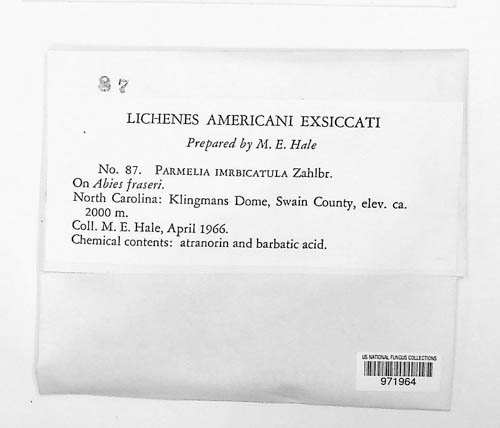 87
LICHENES AMERICANI EXSICCATI
Prepared by M. E. Hale
No. 87. PARMELIA IMRBICATULA Zahlbr.
On Abies fraseri.
North Carolina: Klingmans Dome, Swain County, elev. ca.
2000 m.
Coll. M. E. Hale, April 1966.
Chemical contents: atranorin and barbatic acid.
US NATIONAL FUNGUS COLLECTIONS
971964